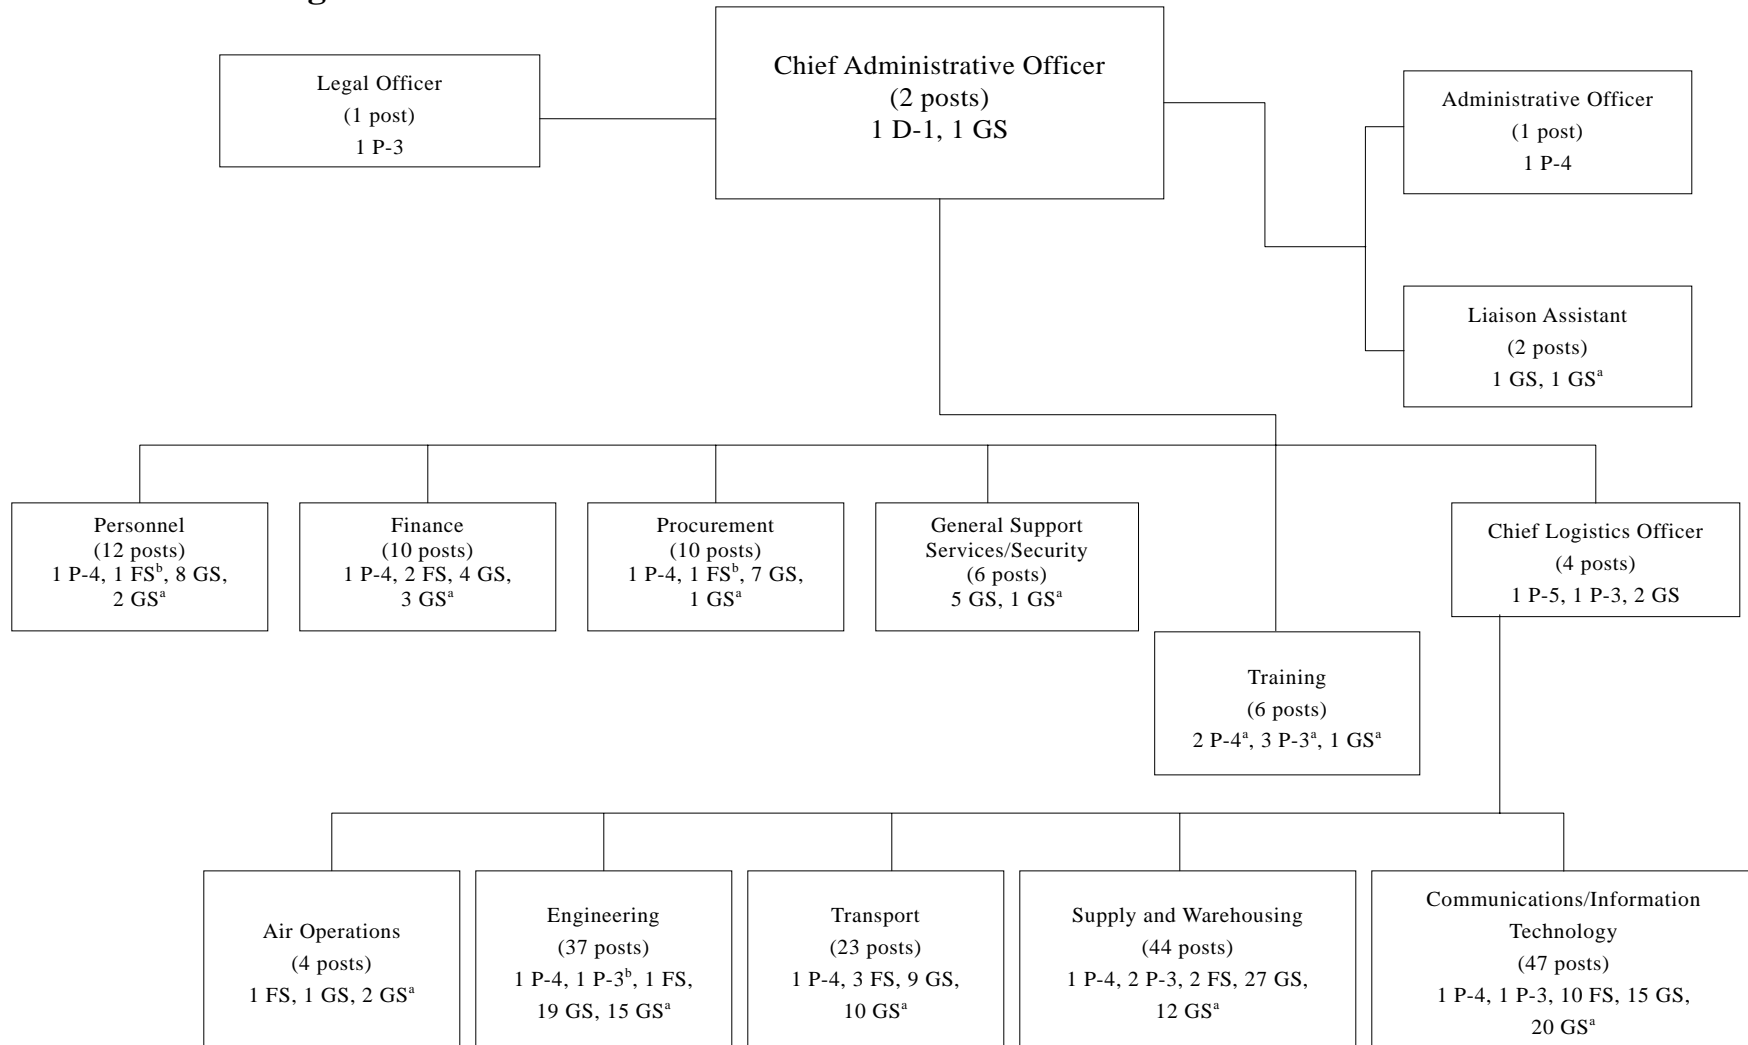 Legal Officer
(1 post)
1 P-3
Chief Administrative Officer
(2 posts)
1 D-1, 1 GS
Administrative Officer
(1 post)
1 P-4
Liaison Assistant
(2 posts)
1 GS, 1 GSᵃ
Personnel
(12 posts)
1 P-4, 1 FSᵇ, 8 GS,
2 GSᵃ
Finance
(10 posts)
1 P-4, 2 FS, 4 GS,
3 GSᵃ
Procurement
(10 posts)
1 P-4, 1 FSᵇ, 7 GS,
1 GSᵃ
General Support
Services/Security
(6 posts)
5 GS, 1 GSᵃ
Chief Logistics Officer
(4 posts)
1 P-5, 1 P-3, 2 GS
Training
(6 posts)
2 P-4ᵃ, 3 P-3ᵃ, 1 GSᵃ
Air Operations
(4 posts)
1 FS, 1 GS, 2 GSᵃ
Engineering
(37 posts)
1 P-4, 1 P-3ᵇ, 1 FS,
19 GS, 15 GSᵃ
Transport
(23 posts)
1 P-4, 3 FS, 9 GS,
10 GSᵃ
Supply and Warehousing
(44 posts)
1 P-4, 2 P-3, 2 FS, 27 GS,
12 GSᵃ
Communications/Information
Technology
(47 posts)
1 P-4, 1 P-3, 10 FS, 15 GS,
20 GSᵃ